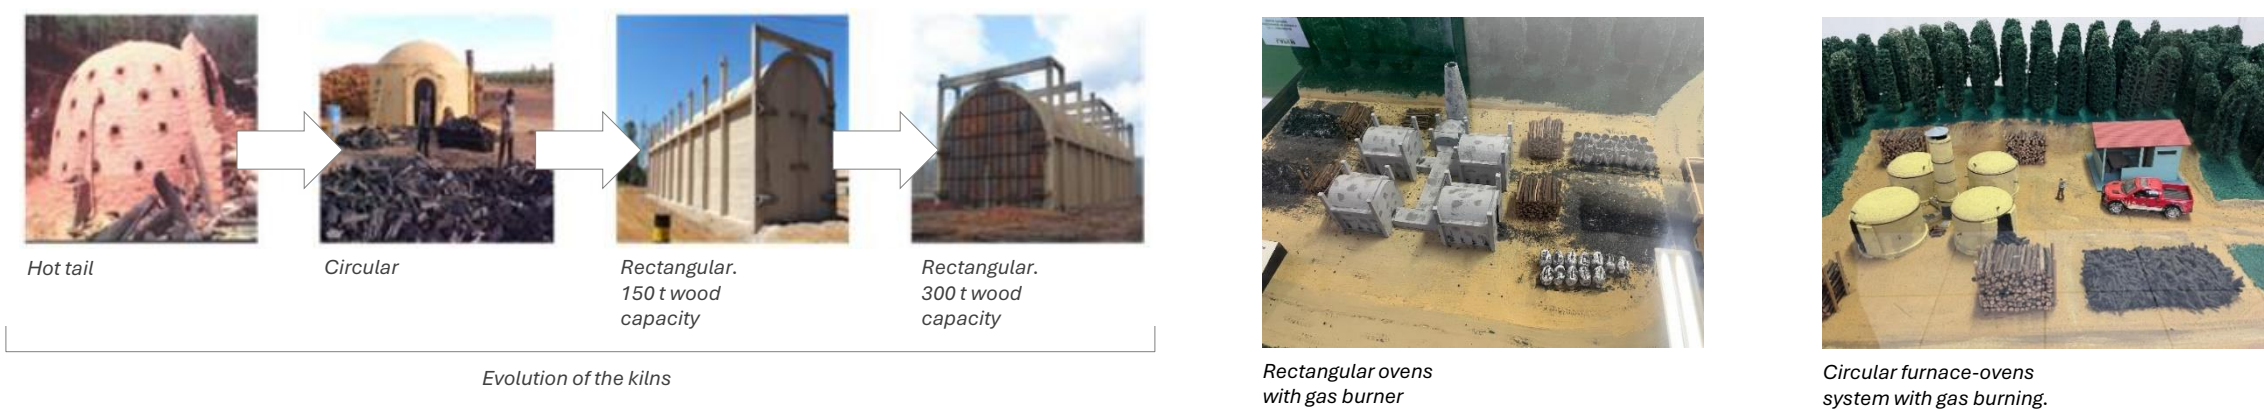 Hot tail
Circular
Rectangular.
150 t wood
capacity
Rectangular.
300 t wood
capacity
Evolution of the kilns
Rectangular ovens
with gas burner
Circular furnace-ovens
system with gas burning.